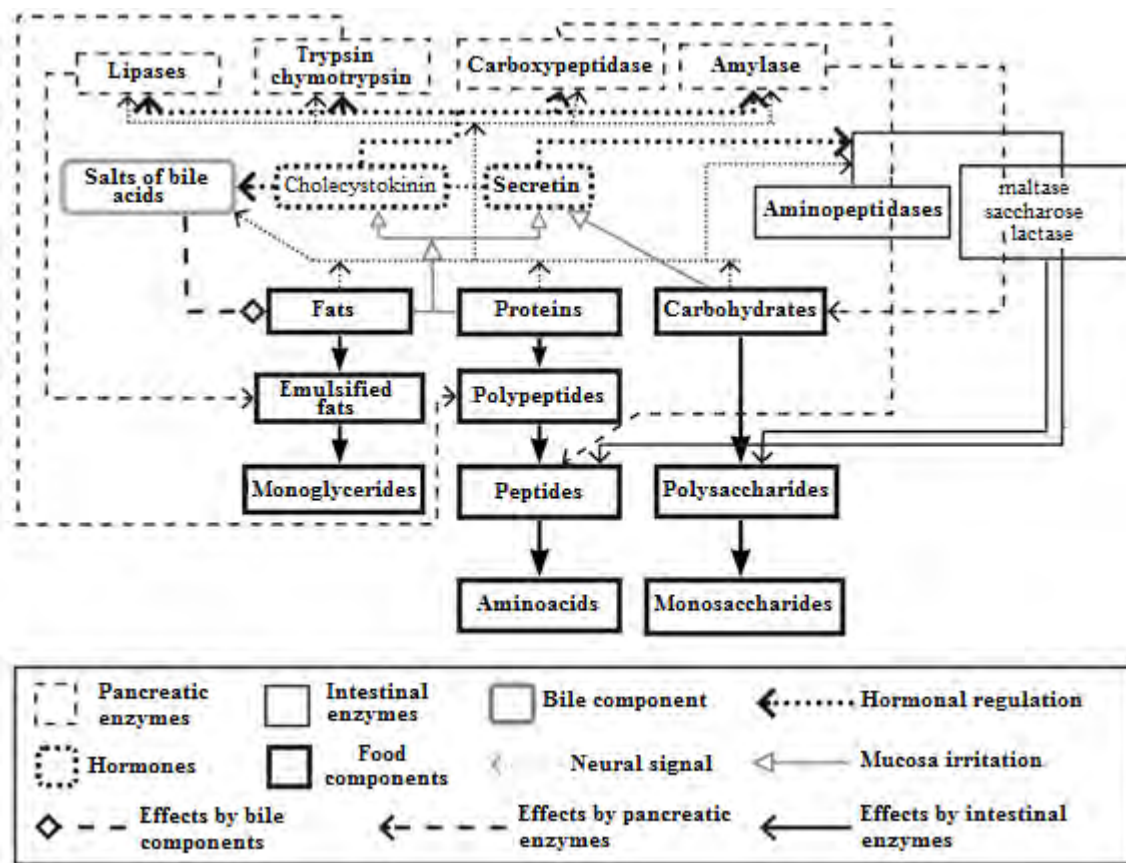 Lipases
Trypsin
chymotrypsin
Carboxypeptidase
Amylase
Salts of bile
acids
Cholecystokinin
Secretin
Aminopeptidases
maltase
saccharose
lactase
Fats
Proteins
Carbohydrates
Emulsified
fats
Polypeptides
Monoglycerides
Peptides
Polysaccharides
Aminoacids
Monosaccharides
Pancreatic
enzymes
Intestinal
enzymes
Bile component
Hormonal regulation
Hormones
Food
components
Neural signal
Mucosa irritation
Effects by bile
components
Effects by pancreatic
enzymes
Effects by intestinal
enzymes